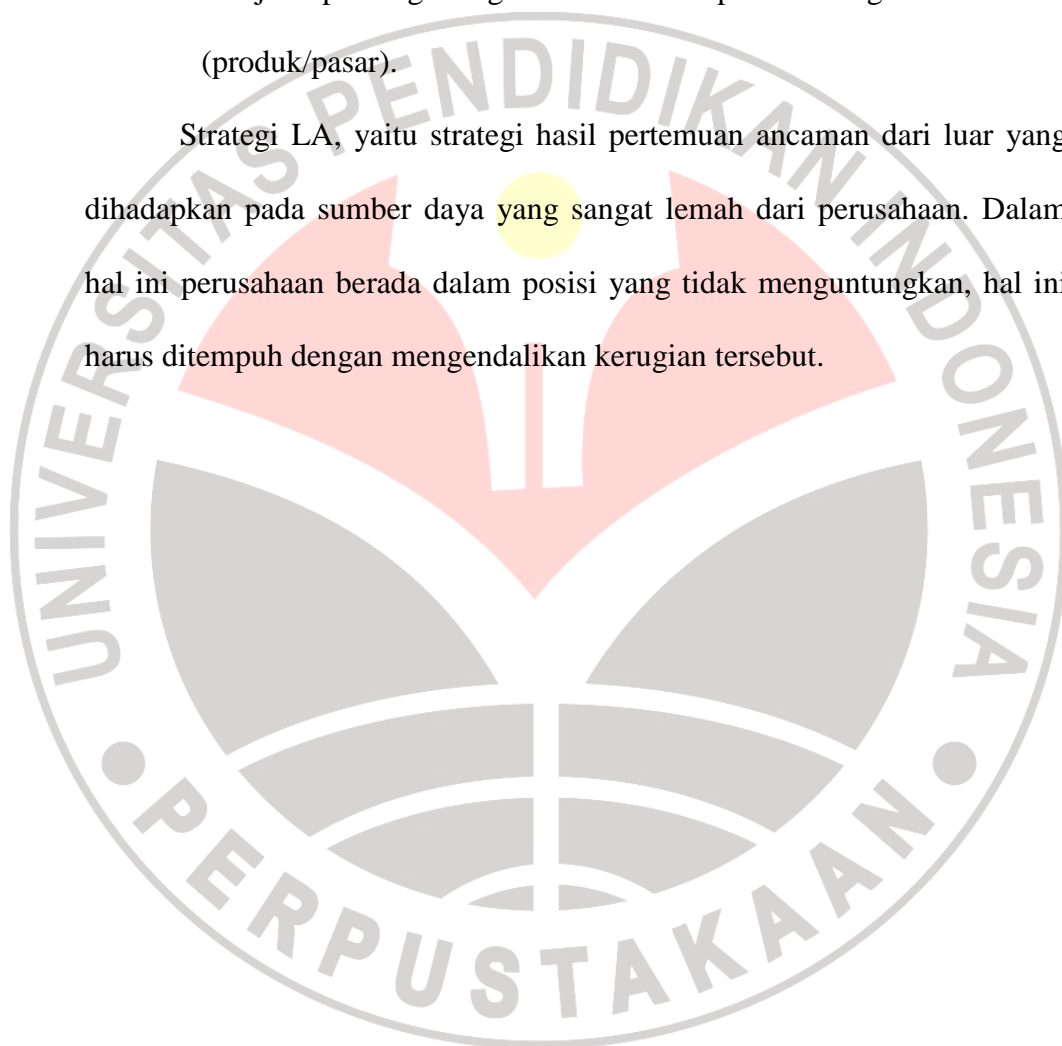 (produk/pasar).
Strategi LA, yaitu strategi hasil pertemuan ancaman dari luar yang
dihadapkan pada sumber daya yang sangat lemah dari perusahaan. Dalam
hal ini perusahaan berada dalam posisi yang tidak menguntungkan, hal ini
harus ditempuh dengan mengendalikan kerugian tersebut.
UNIVERSITAS PENDIDIKAN INDONESIA
PERPUSTAKAAN